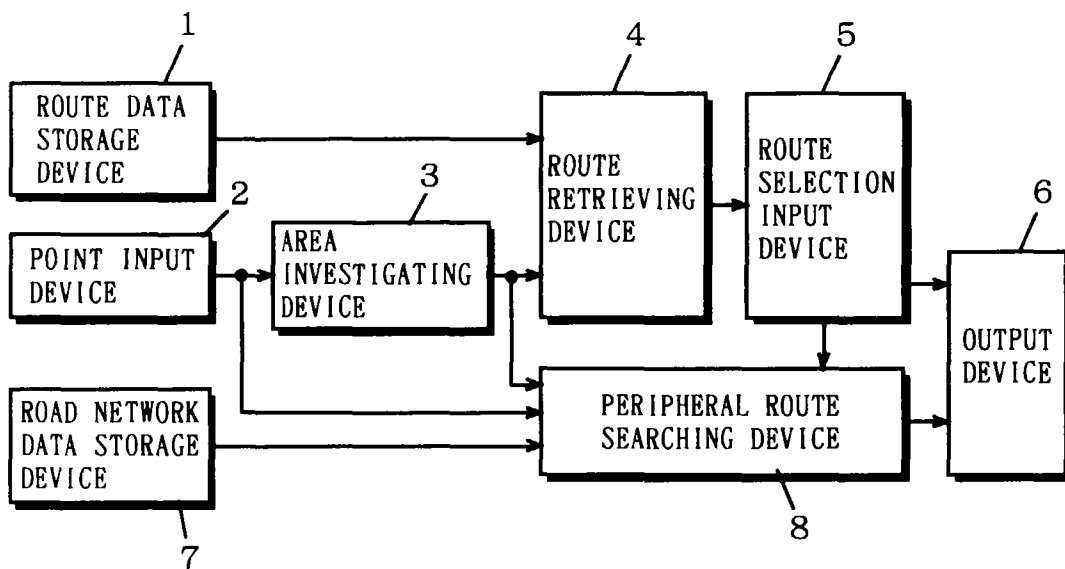 1
ROUTE DATA
STORAGE
DEVICE
2
POINT INPUT
DEVICE
3
AREA
INVESTIGATING
DEVICE
4
ROUTE
RETRIEVING
DEVICE
5
ROUTE
SELECTION
INPUT
DEVICE
6
OUTPUT
DEVICE
ROAD NETWORK
DATA STORAGE
DEVICE
7
PERIPHERAL ROUTE
SEARCHING DEVICE
8